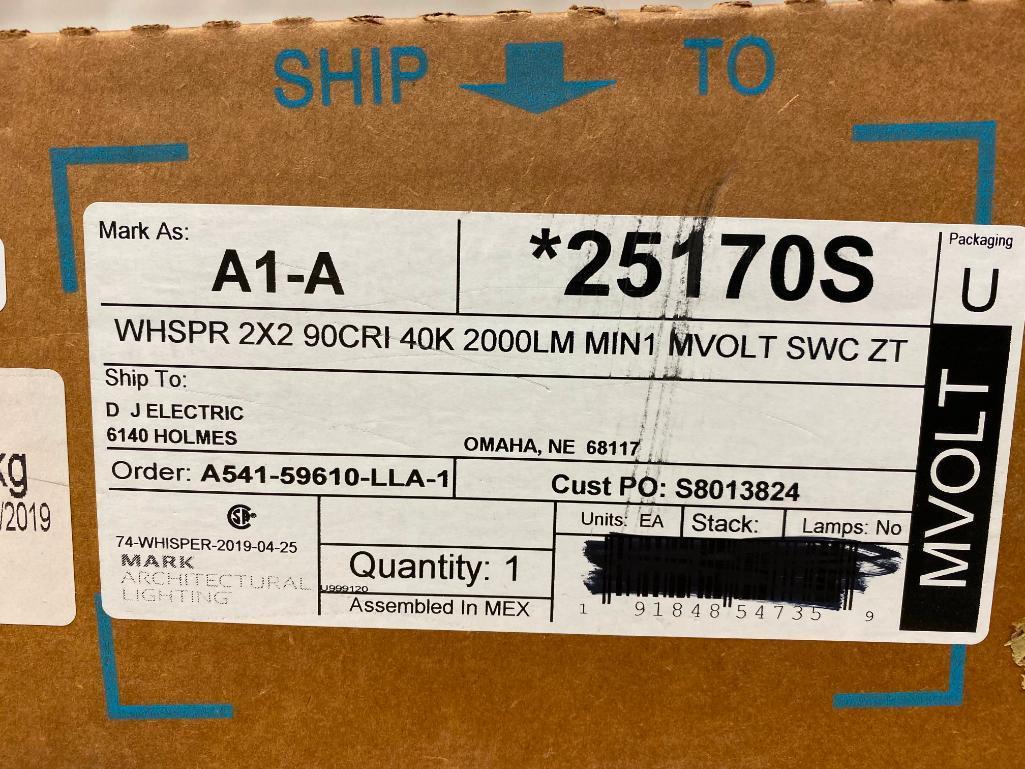 SHIP TO
Mark As:
A1-A
*25170S
Packaging
U
WHSPR 2X2 90CRI 40K 2000LM MIN1 MVOLT SWC ZT
MVOLT
Ship To:
D J ELECTRIC
6140 HOLMES
OMAHA, NE 68117
Order: A541-59610-LLA-1
Cust PO: S8013824
Units: EA
Stack:
Lamps: No
74-WHISPER-2019-04-25
MARK
ARCHITECTURAL
LIGHTING
U999120
Quantity: 1
Assembled In MEX
1 91848 54735 9
kg
/2019